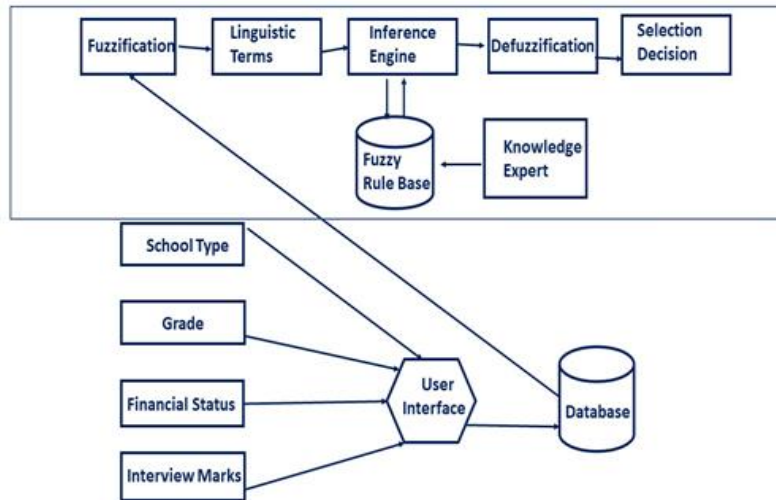 Fuzzification
Linguistic
Terms
Inference
Engine
Defuzzification
Selection
Decision
Fuzzy
Rule Base
Knowledge
Expert
School Type
Grade
Financial Status
Interview Marks
User
Interface
Database